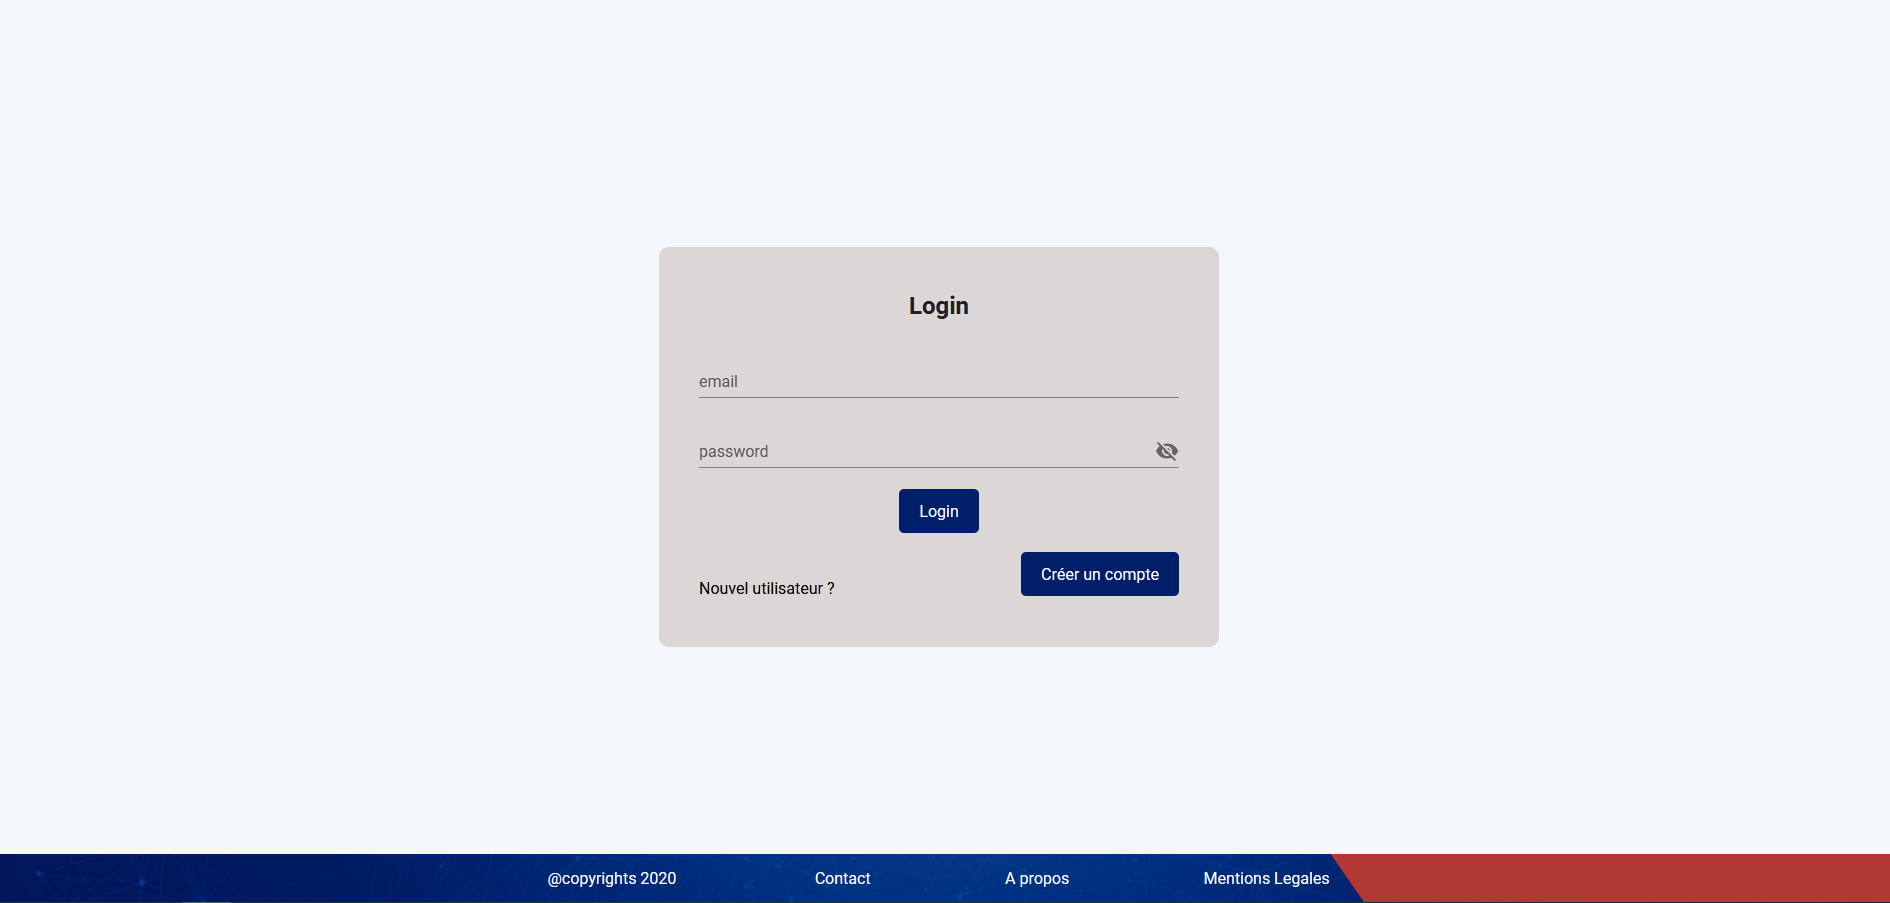 Login
email
password
Login
Créer un compte
Nouvel utilisateur ?
@copyrights 2020 Contact A propos Mentions Legales